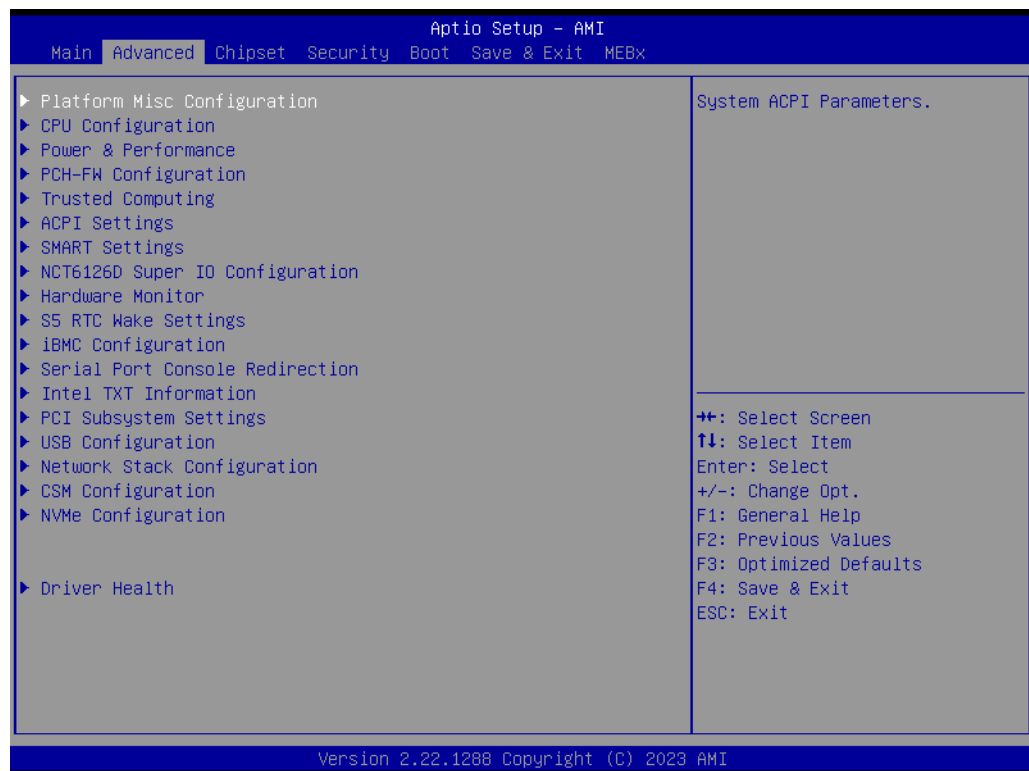 Aptio Setup – AMI
Main Advanced Chipset Security Boot Save & Exit MEBx
▶ Platform Misc Configuration
▶ CPU Configuration
▶ Power & Performance
▶ PCH-FW Configuration
▶ Trusted Computing
▶ ACPI Settings
▶ SMART Settings
▶ NCT6126D Super IO Configuration
▶ Hardware Monitor
▶ S5 RTC Wake Settings
▶ iBMC Configuration
▶ Serial Port Console Redirection
▶ Intel TXT Information
▶ PCI Subsystem Settings
▶ USB Configuration
▶ Network Stack Configuration
▶ CSM Configuration
▶ NVMe Configuration
▶ Driver Health
System ACPI Parameters.
→←: Select Screen
↑↓: Select Item
Enter: Select
+/-: Change Opt.
F1: General Help
F2: Previous Values
F3: Optimized Defaults
F4: Save & Exit
ESC: Exit
Version 2.22.1288 Copyright (C) 2023 AMI